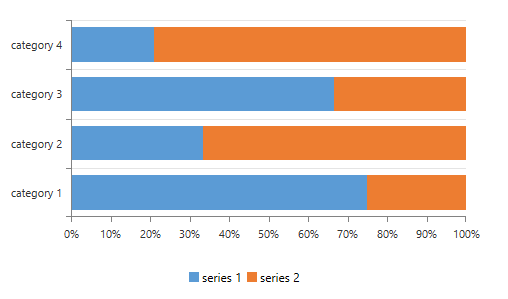 category 4
category 3
category 2
category 1
0% 10% 20% 30% 40% 50% 60% 70% 80% 90% 100%
series 1 series 2